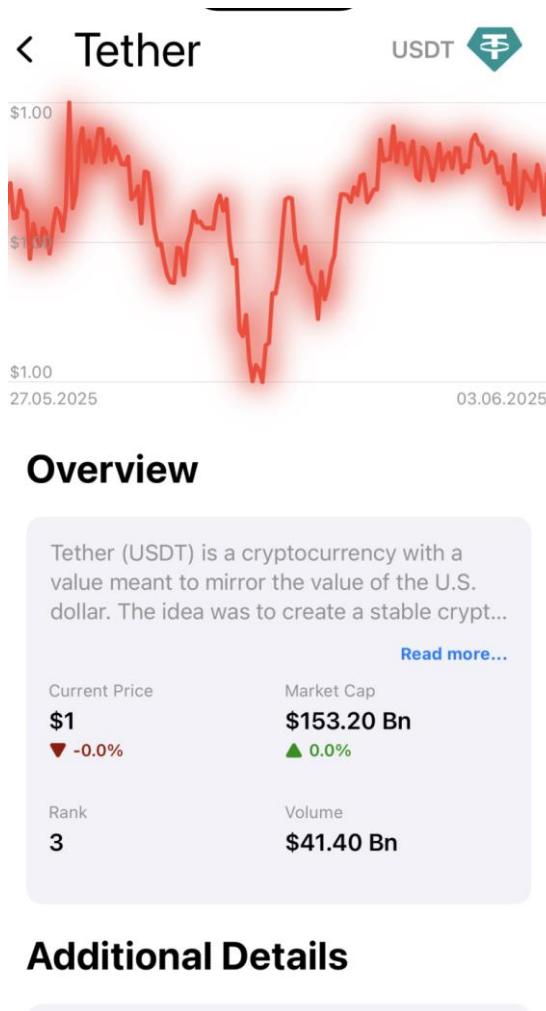 Tether
USDT
$1.00
$1.00
$1.00
27.05.2025 03.06.2025
Overview
Tether (USDT) is a cryptocurrency with a
value meant to mirror the value of the U.S.
dollar. The idea was to create a stable crypt...
Read more...
Current Price Market Cap
$1 $153.20 Bn
-0.0% 0.0%
Rank Volume
3 $41.40 Bn
Additional Details